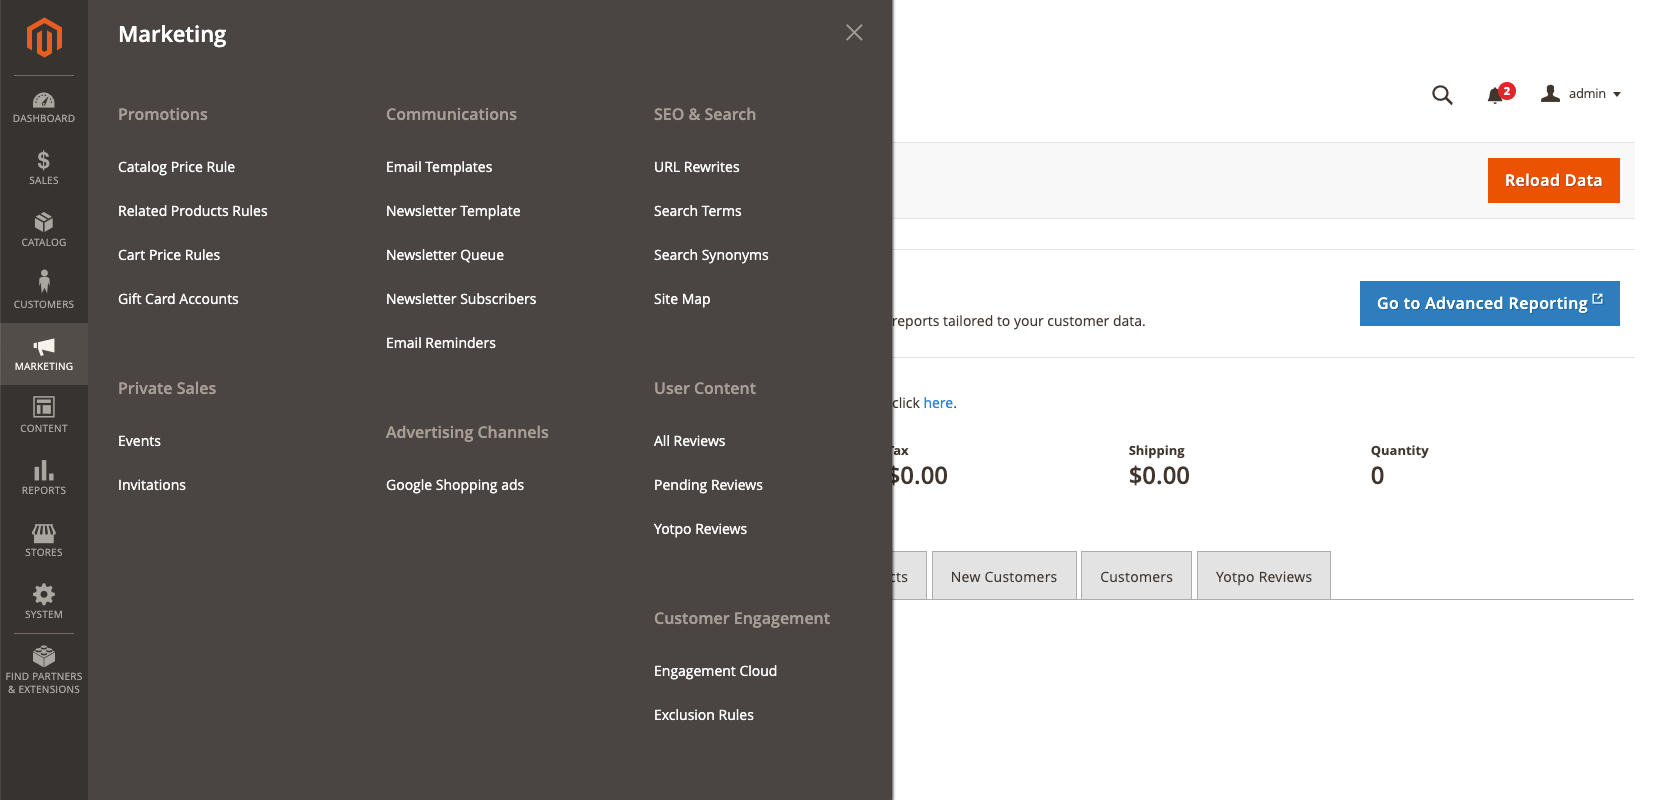 DASHBOARD
SALES
CATALOG
CUSTOMERS
MARKETING
CONTENT
REPORTS
STORES
SYSTEM
FIND PARTNERS
& EXTENSIONS
Marketing
Promotions
Catalog Price Rule
Related Products Rules
Cart Price Rules
Gift Card Accounts
Private Sales
Events
Invitations
Communications
Email Templates
Newsletter Template
Newsletter Queue
Newsletter Subscribers
Email Reminders
Advertising Channels
Google Shopping ads
SEO & Search
URL Rewrites
Search Terms
Search Synonyms
Site Map
User Content
All Reviews
Pending Reviews
Yotpo Reviews
Customer Engagement
Engagement Cloud
Exclusion Rules
2
admin
Reload Data
Go to Advanced Reporting
reports tailored to your customer data.
click here.
Tax
$0.00
Shipping
$0.00
Quantity
0
New Customers
Customers
Yotpo Reviews